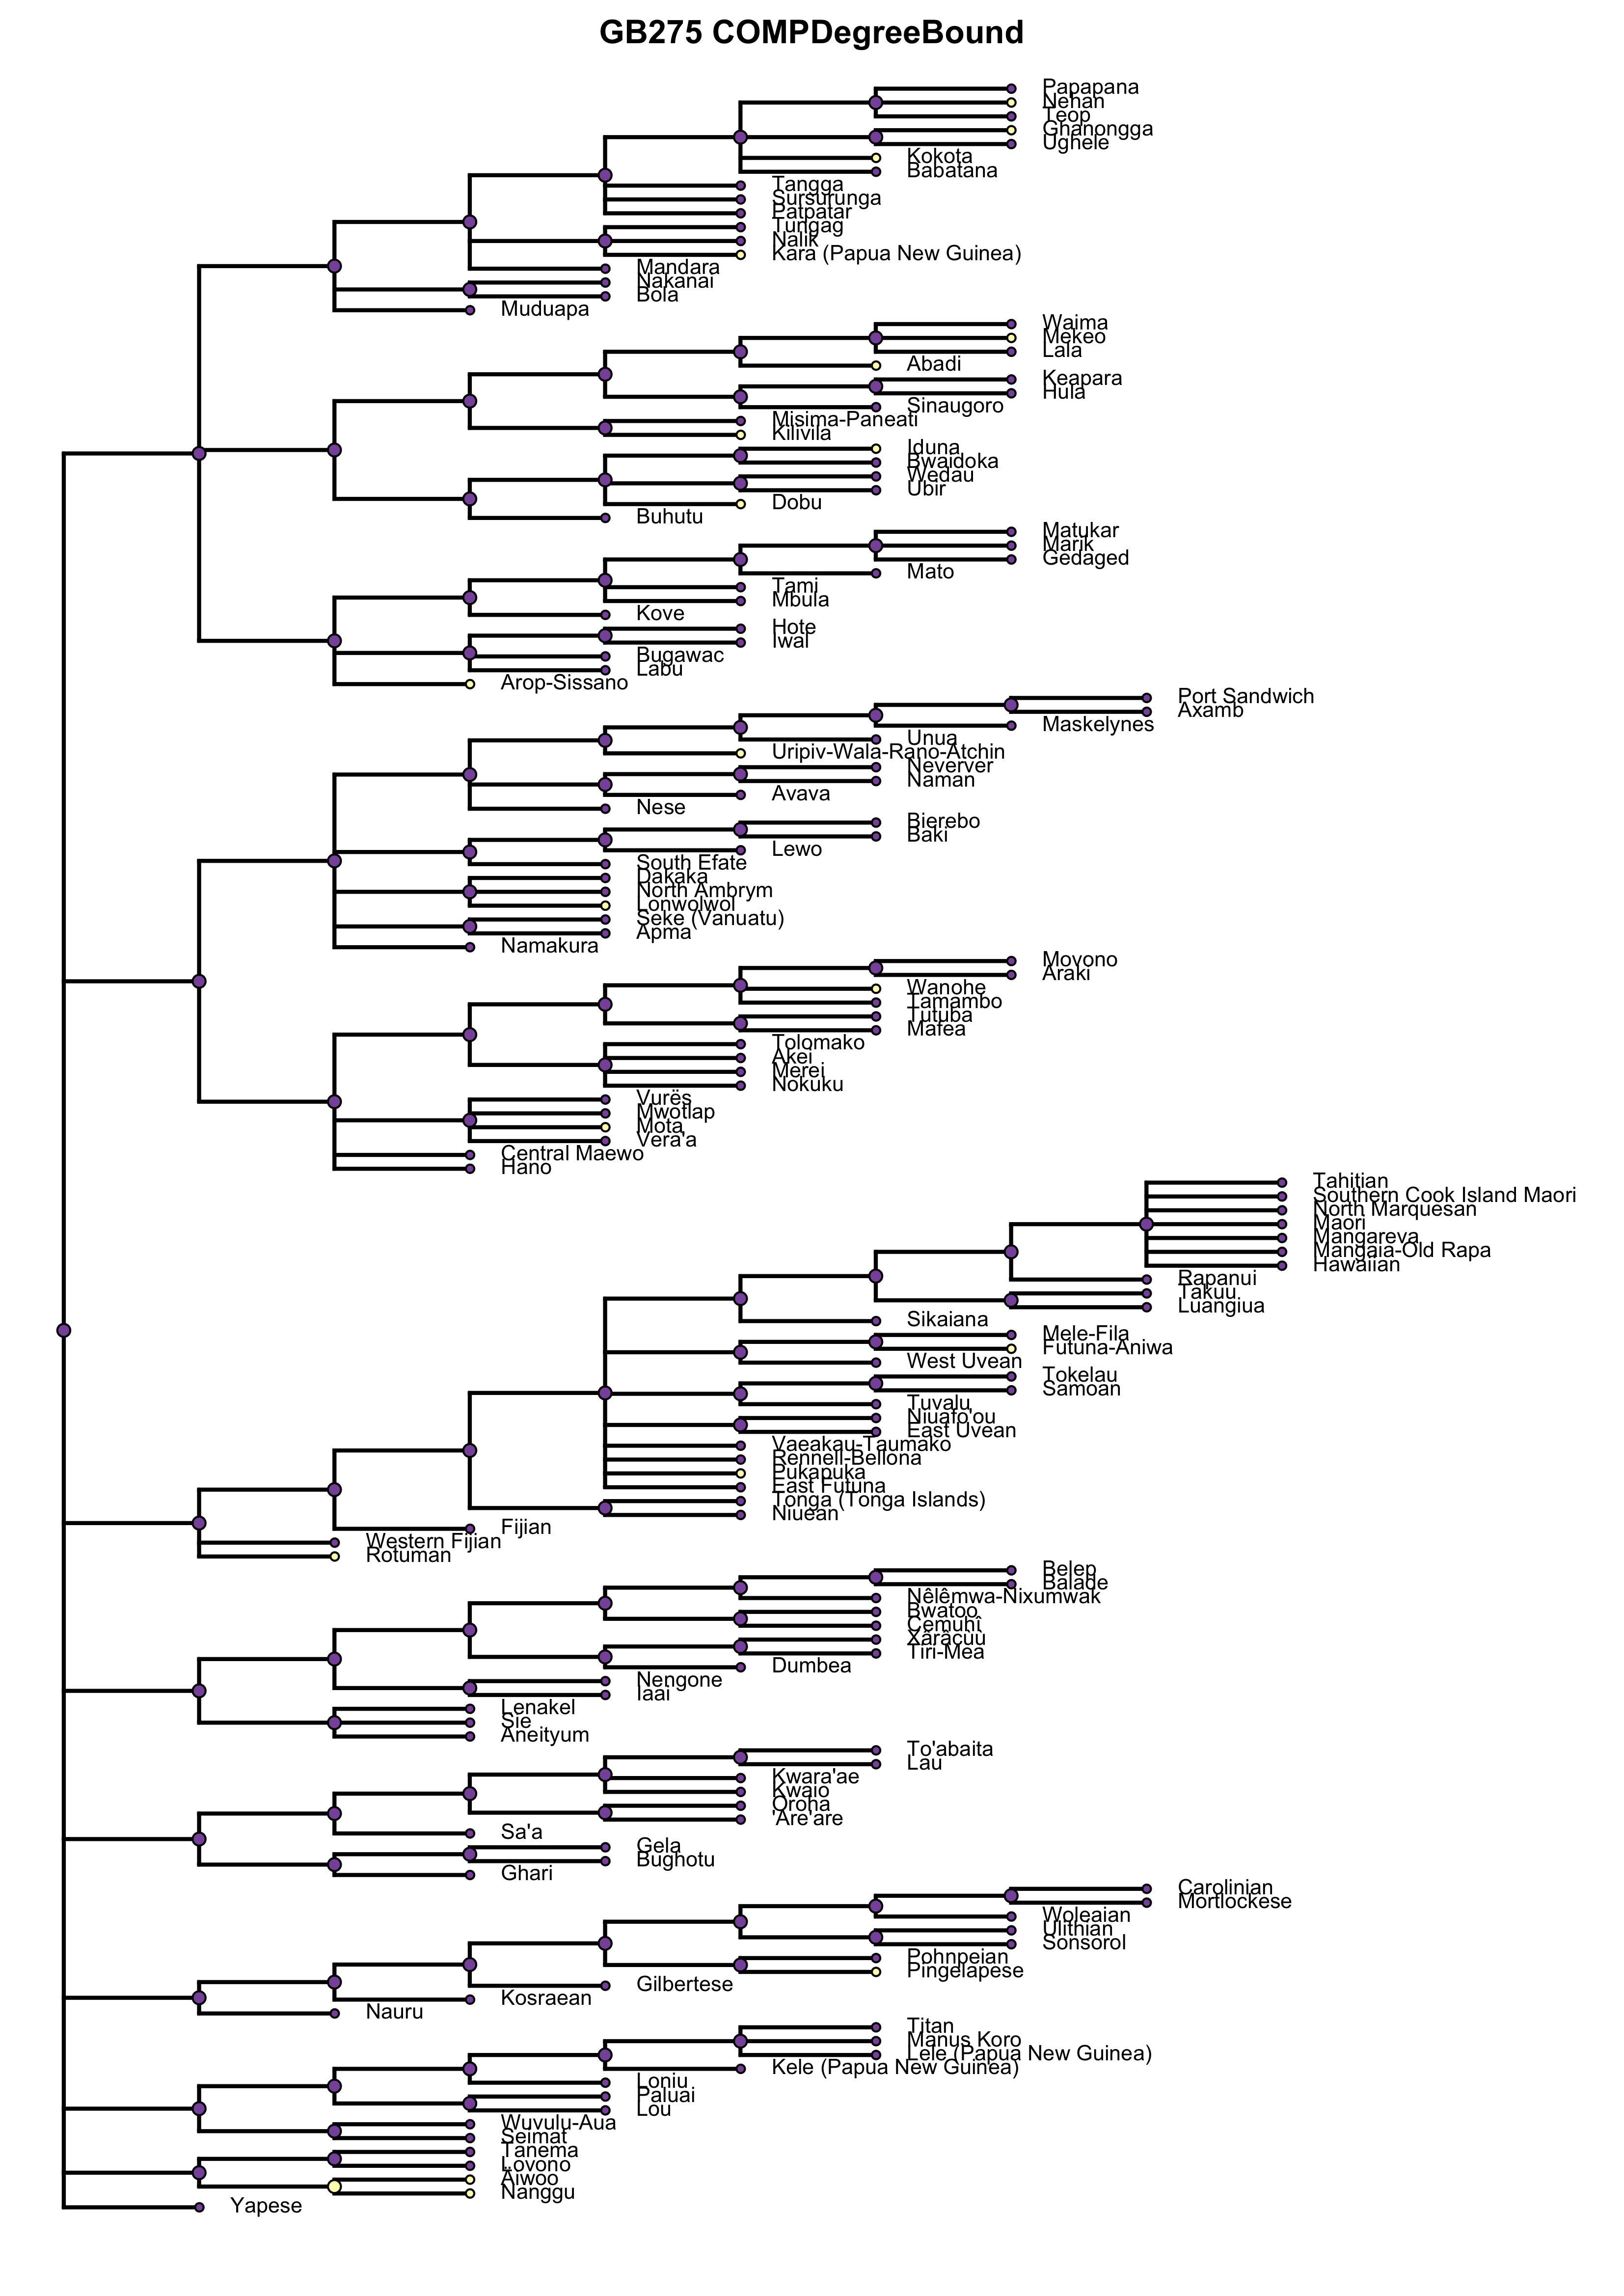 GB275 COMPDegreeBound
Papapana
Nehan
Teop
Ghanongga
Ughele
Kokota
Babatana
Tangga
Sursurunga
Patpatar
Tungag
Nalik
Kara (Papua New Guinea)
Mandara
Nakanai
Bola
Muduapa
Waima
Mekeo
Lala
Abadi
Keapara
Hula
Sinaugoro
Misima-Paneati
Kilivila
Iduna
Bwaidoka
Wedau
Ubir
Dobu
Buhutu
Matukar
Marik
Gedaged
Mato
Tami
Mbula
Kove
Hote
Iwal
Bugawac
Labu
Arop-Sissano
Port Sandwich
Axamb
Maskelynes
Unua
Uripiv-Wala-Rano-Atchin
Neverver
Naman
Avava
Nese
Bierebo
Baki
Lewo
South Efate
Dakaka
North Ambrym
Lonwolwol
Seke (Vanuatu)
Apma
Namakura
Movono
Araki
Wanohe
Tamambo
Tutuba
Mafea
Tolomako
Akei
Merei
Nokuku
Vurës
Mwotlap
Mota
Vera'a
Central Maewo
Hano
Tahitian
Southern Cook Island Maori
North Marquesan
Maori
Mangareva
Mangaia-Old Rapa
Hawaiian
Rapanui
Takuu
Luangiua
Sikaiana
Mele-Fila
Futuna-Aniwa
West Uvean
Tokelau
Samoan
Tuvalu
Niuafo'ou
East Uvean
Vaeakau-Taumako
Rennell-Bellona
Pukapuka
East Futuna
Tonga (Tonga Islands)
Niuean
Fijian
Western Fijian
Rotuman
Belep
Balade
Nêlêmwa-Nixumwak
Bwatoo
Cemuhî
Xârâcùù
Tiri-Mea
Dumbea
Nengone
Iaai
Lenakel
Sie
Aneityum
To'abaita
Lau
Kwara'ae
Kwaio
Oroha
'Are'are
Sa'a
Gela
Bughotu
Ghari
Carolinian
Mortlockese
Woleaian
Ulithian
Sonsorol
Pohnpeian
Pingelapese
Gilbertese
Kosraean
Nauru
Titan
Manus Koro
Lele (Papua New Guinea)
Kele (Papua New Guinea)
Loniu
Paluai
Lou
Wuvulu-Aua
Seimat
Tanema
Lovono
Äiwoo
Nanggu
Yapese